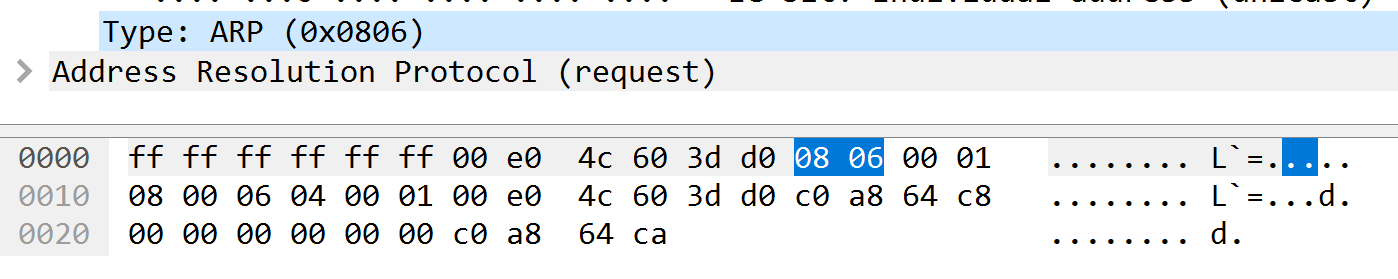 Type: ARP (0x0806)
Address Resolution Protocol (request)
0000 ff ff ff ff ff ff 00 e0 4c 60 3d d0 08 06 00 01 ........ L`=.....
0010 08 00 06 04 00 01 00 e0 4c 60 3d d0 c0 a8 64 c8 ........ L`=...d.
0020 00 00 00 00 00 00 c0 a8 64 ca ........ d.